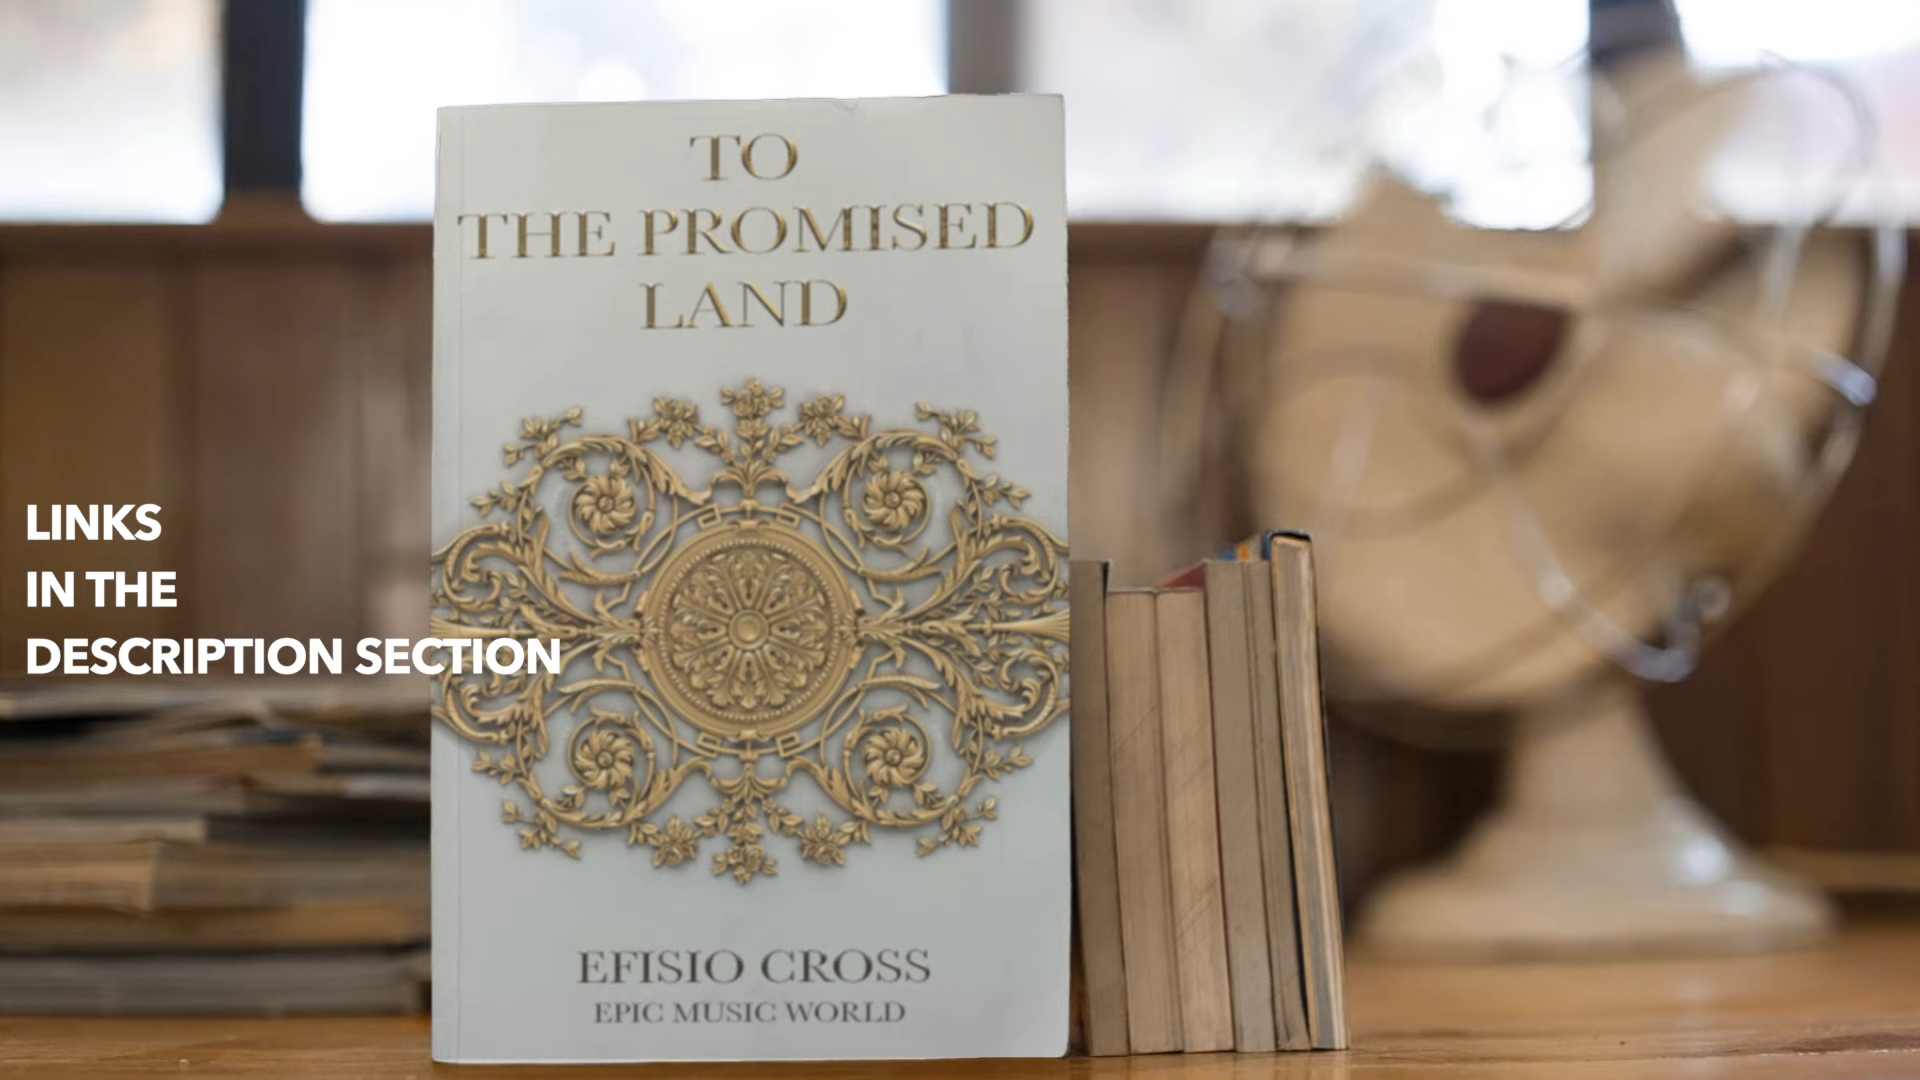 TO
THE PROMISED
LAND
LINKS
IN THE
DESCRIPTION SECTION
EFISIO CROSS
EPIC MUSIC WORLD